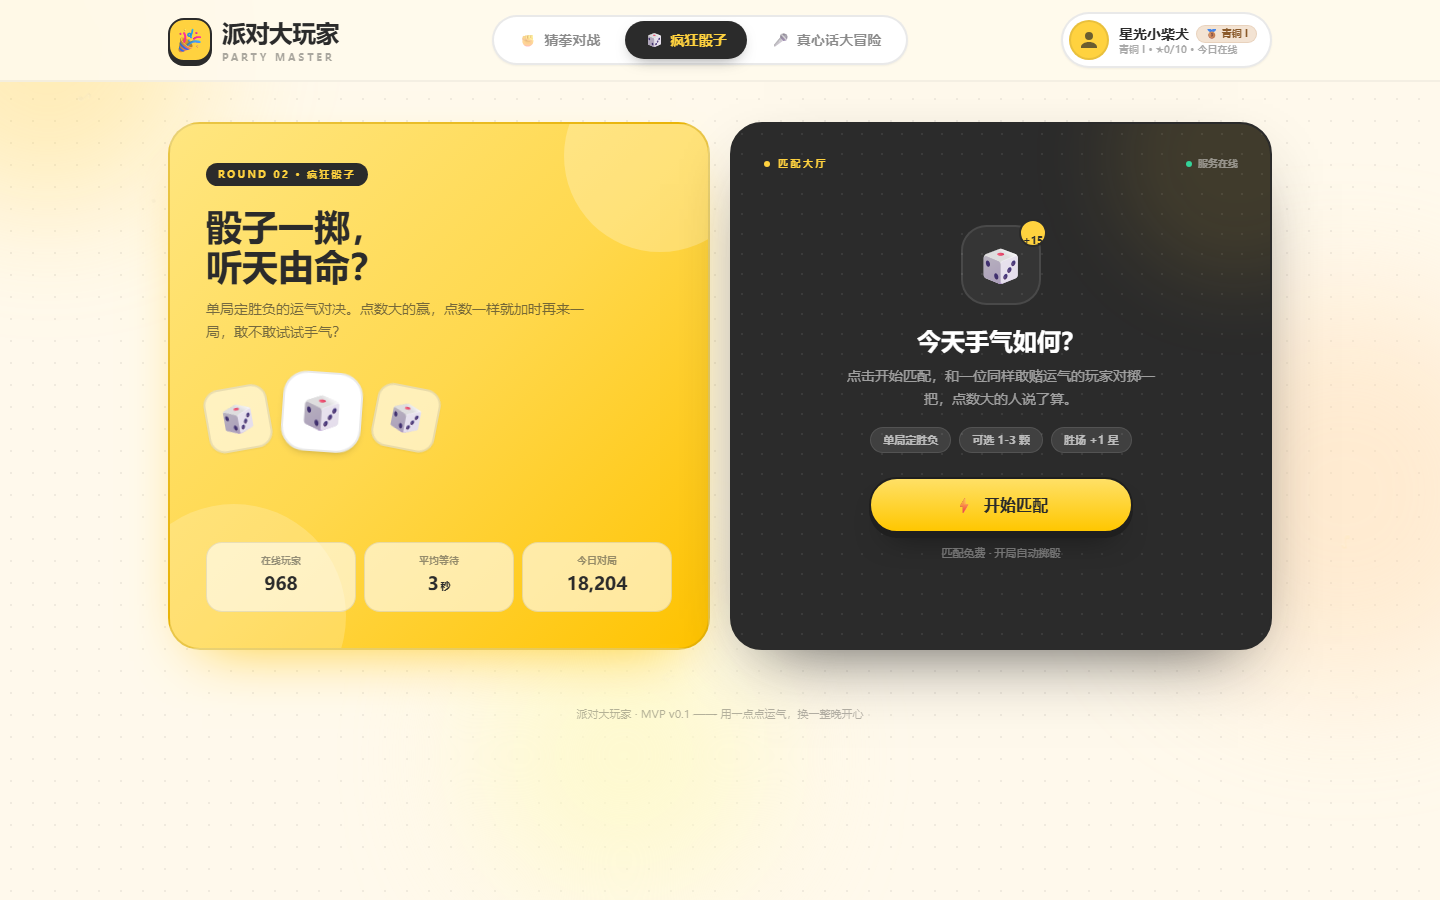 派对大玩家
PARTY MASTER
猜拳对战
疯狂骰子
真心话大冒险
星光小柴犬
青铜 I
青铜 I • ★0/10 • 今日在线
ROUND 02 • 疯狂骰子
骰子一掷，
听天由命？
单局定胜负的运气对决。点数大的赢，点数一样就加时再来一
局，敢不敢试试手气？
在线玩家
968
平均等待
3秒
今日对局
18,204
匹配大厅
服务在线
+15
今天手气如何？
点击开始匹配，和一位同样敢赌运气的玩家对掷一
把，点数大的人说了算。
单局定胜负
可选 1-3 颗
胜场 +1 星
开始匹配
匹配免费 · 开局自动掷骰
派对大玩家 · MVP v0.1 —— 用一点点运气，换一整晚开心